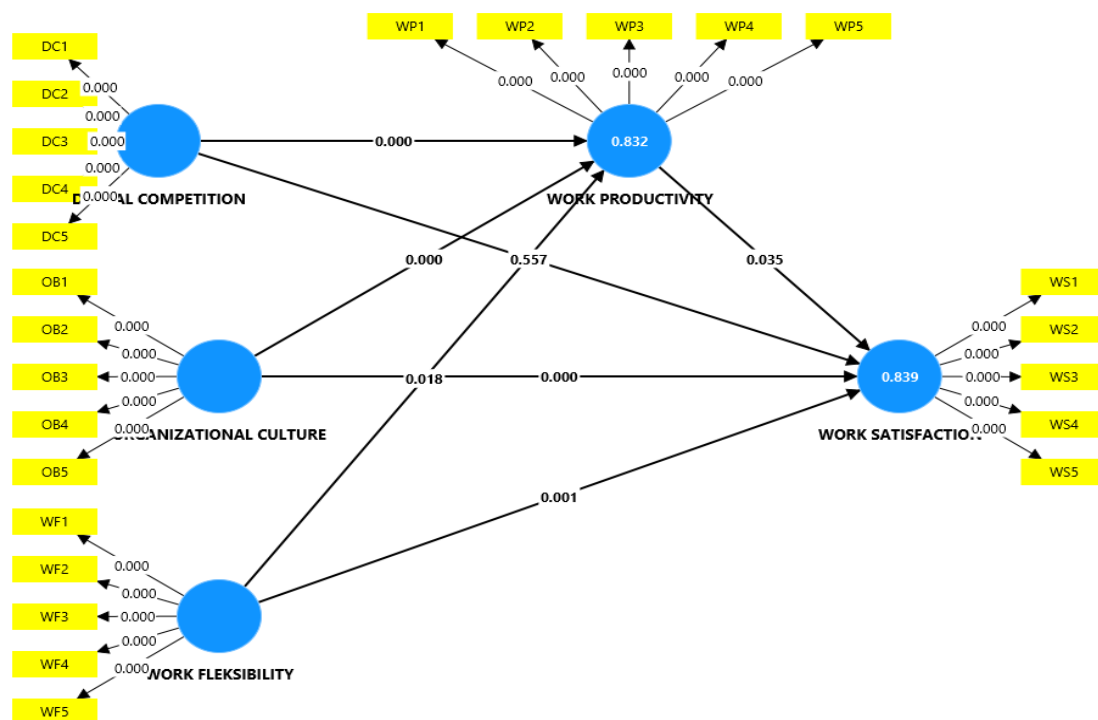 WP1
WP2
WP3
WP4
WP5
DC1
DC2
DC3
DC4
DC5
0.000
0.000
0.000
0.000
0.000
0.000
0.000
0.000
0.000
0.000
0.000
0.832
COMPETITION
WORK PRODUCTIVITY
0.000
0.557
0.035
OB1
OB2
OB3
OB4
OB5
0.000
0.000
0.000
0.000
0.000
0.018
0.000
0.839
CULTURE
WORK SATISFACTION
WS1
WS2
WS3
WS4
WS5
0.000
0.000
0.000
0.000
0.000
0.001
WF1
WF2
WF3
WF4
WF5
0.000
0.000
0.000
0.000
0.000
WORK FLEKSIBILITY